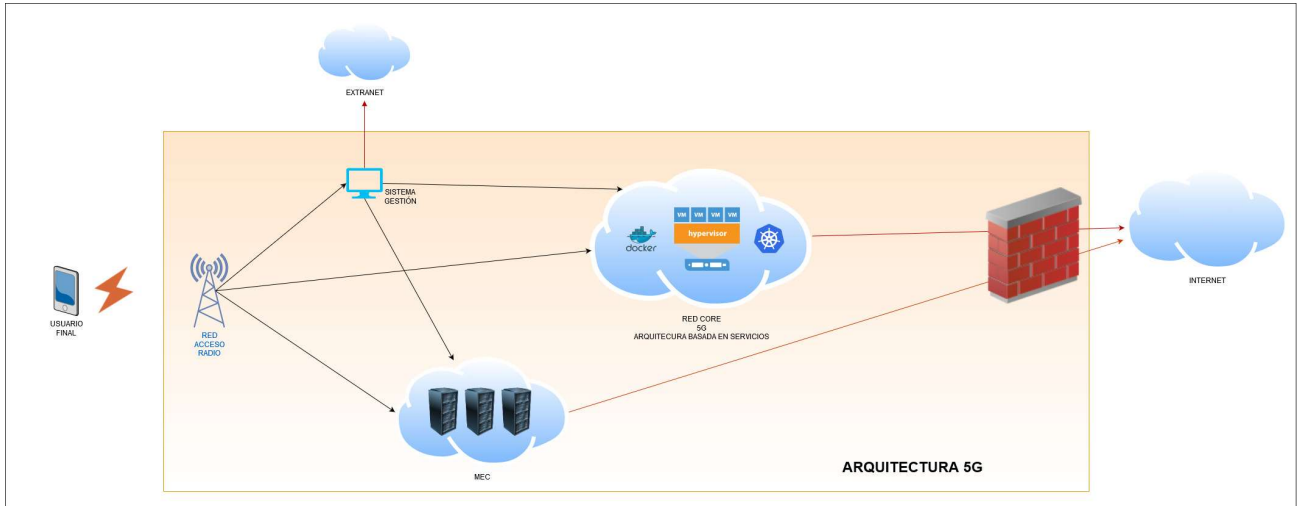 EXTRANET
SISTEMA
GESTIÓN
VM VM VM VM
hypervisor
docker
USUARIO
FINAL
RED
ACCESO
RADIO
RED CORE
5G
ARQUITECURA BASADA EN SERVICIOS
INTERNET
MEC
ARQUITECTURA 5G